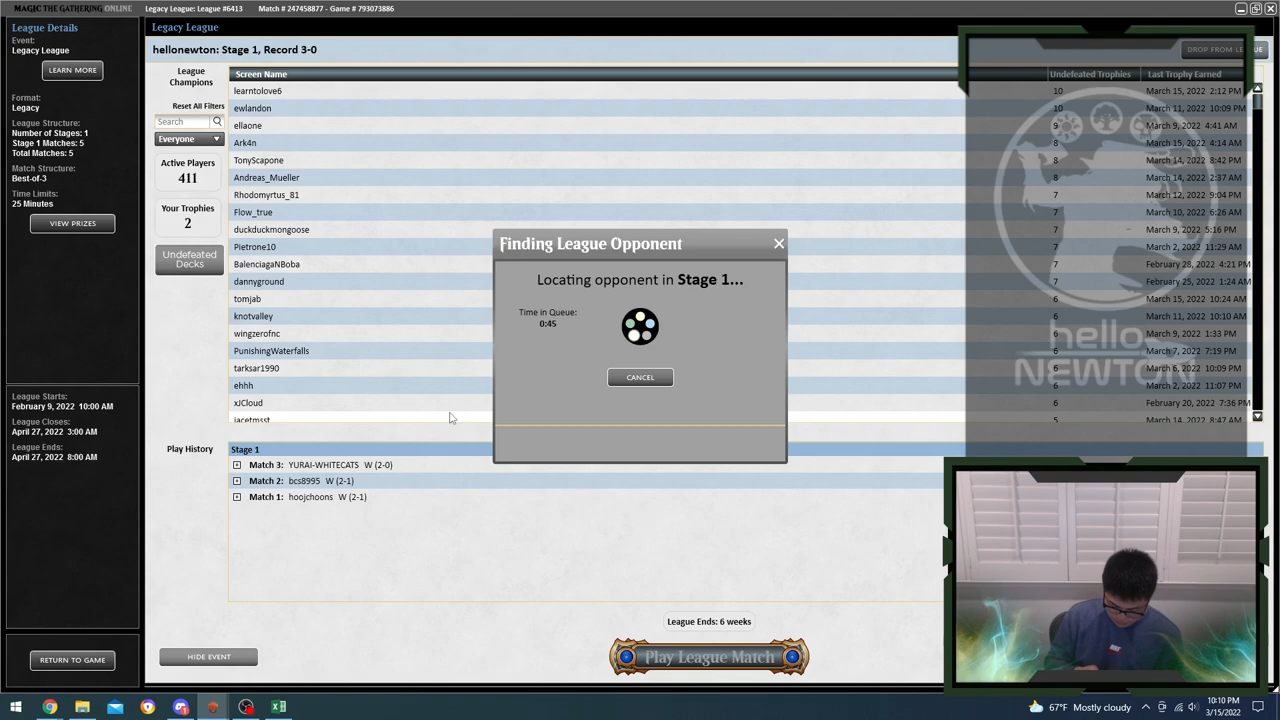 MAGIC THE GATHERING ONLINE
Legacy League: League #6413
Match # 247458877 - Game # 793073886
League Details
Event:
Legacy League
LEARN MORE
Format:
Legacy
League Structure:
Number of Stages: 1
Stage 1 Matches: 5
Total Matches: 5
Match Structure:
Best-of-3
Time Limits:
25 Minutes
VIEW PRIZES
League Starts:
February 9, 2022 10:00 AM
League Closes:
April 27, 2022 3:00 AM
League Ends:
April 27, 2022 8:00 AM
RETURN TO GAME
Legacy League
hellonewton: Stage 1, Record 3-0
DROP FROM LEAGUE
League
Champions
Reset All Filters
Search
Everyone
Active Players
411
Your Trophies
2
Undefeated
Decks
Screen Name Undefeated Trophies Last Trophy Earned
learntolove6 10 March 15, 2022 2:12 PM
ewlandon 10 March 11, 2022 10:09 PM
ellaone 9 March 9, 2022 4:41 AM
Ark4n 8 March 15, 2022 4:14 AM
TonyScapone 8 March 14, 2022 8:42 PM
Andreas_Mueller 8 March 14, 2022 2:37 AM
Rhodomyrtus_81 7 March 12, 2022 9:04 PM
Flow_true 7 March 10, 2022 6:26 AM
duckduckmongoose 7 March 9, 2022 5:16 PM
Pietrone10 7 March 2, 2022 11:29 AM
BalenciagaNBoba 7 February 28, 2022 4:21 PM
dannyground 7 February 25, 2022 1:24 AM
tomjab 6 March 15, 2022 10:24 AM
knotvalley 6 March 11, 2022 10:10 AM
wingzerofnc 6 March 9, 2022 1:33 PM
PunishingWaterfalls 6 March 7, 2022 7:19 PM
tarksar1990 6 March 6, 2022 10:09 PM
ehhh 6 March 2, 2022 11:07 PM
xJCloud 6 February 20, 2022 7:36 PM
jacetmsst 5 March 14, 2022 8:47 AM
Finding League Opponent
Locating opponent in Stage 1...
Time in Queue:
0:45
CANCEL
hello
NEWTON
Play History
Stage 1
Match 3: YURAI-WHITECATS W (2-0)
Match 2: bcs8995 W (2-1)
Match 1: hoojchoons W (2-1)
League Ends: 6 weeks
HIDE EVENT
Play League Match
67°F Mostly cloudy
10:10 PM
3/15/2022